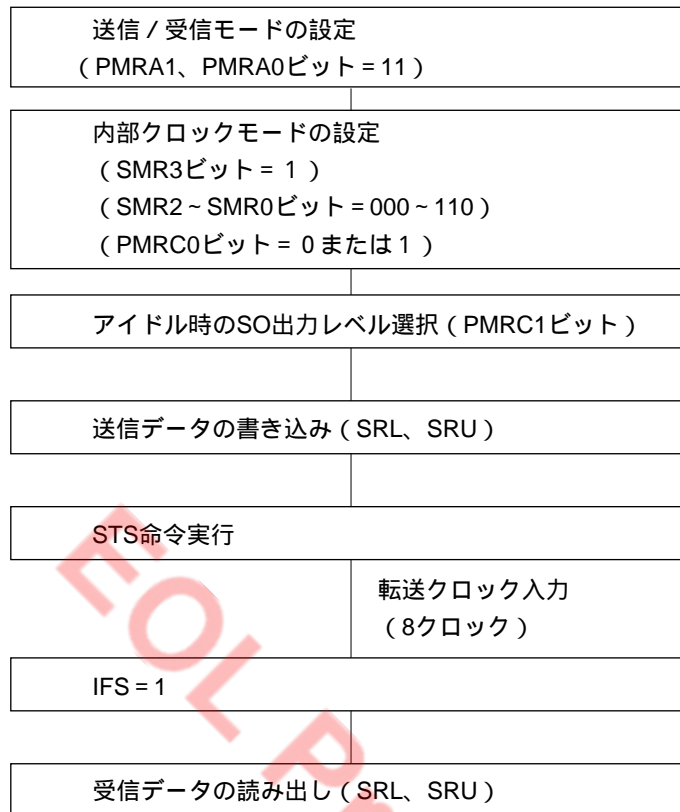 送信/受信モードの設定
(PMRA1、PMRA0ビット=11)
内部クロックモードの設定
(SMR3ビット=1)
(SMR2~SMR0ビット=000~110)
(PMRC0ビット=0または1)
アイドル時のSO出力レベル選択(PMRC1ビット)
送信データの書き込み(SRL、SRU)
STS命令実行
転送クロック入力
(8クロック)
IFS=1
受信データの読み出し(SRL、SRU)
EOL